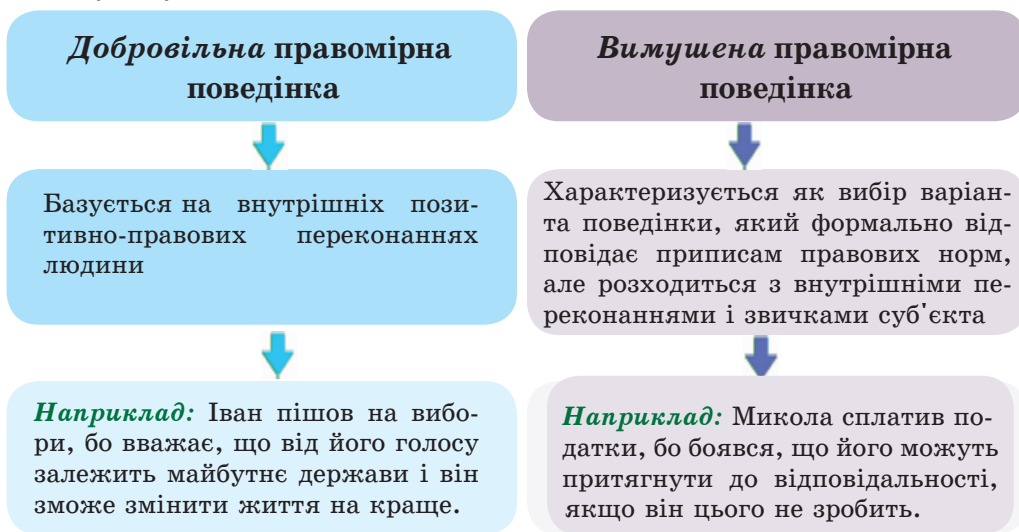 Добровільна правомірна
поведінка
Базується на внутрішніх пози-
тивно-правових переконаннях
людини
Наприклад: Іван пішов на вибо-
ри, бо вважає, що від його голосу
залежить майбутнє держави і він
зможе змінити життя на краще.
Вимушена правомірна
поведінка
Характеризується як вибір варіан-
та поведінки, який формально від-
повідає приписам правових норм,
але розходиться з внутрішніми пе-
реконаннями і звичками суб'єкта
Наприклад: Микола сплатив по-
датки, бо боявся, що його можуть
притягнути до відповідальності,
якщо він цього не зробить.